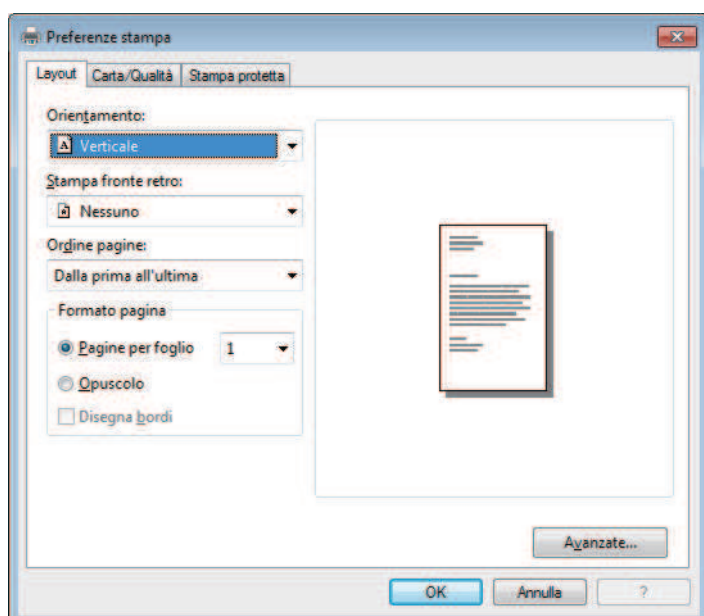 Preferenze stampa
Layout Carta/Qualità Stampa protetta
Orientamento:
A Verticale
Stampa fronte retro:
Nessuno
Ordine pagine:
Dalla prima all'ultima
Formato pagina
Pagine per foglio 1
Opuscolo
Disegna bordi
Avanzate...
OK Annulla ?